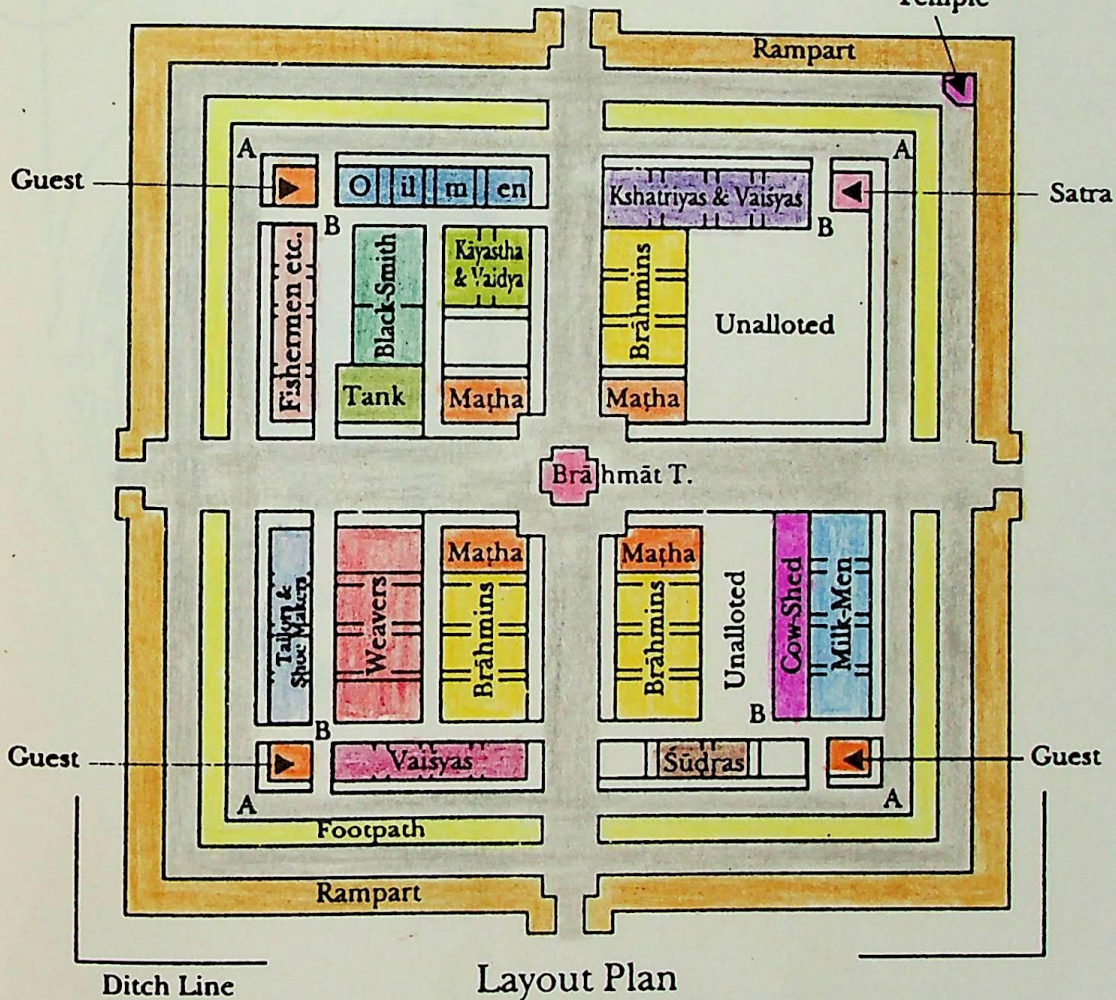 Temple
Rampart
A
A
Guest
O il m en
Kshatriyas & Vaiśyas
Satra
B
B
Fishermen etc.
Black-Smith
Kāyastha
& Vaidya
Brāhmins
Unalloted
Tank
Maṭha
Maṭha
Brāhmāt T.
Tailors &
Shoe Makers
Weavers
Maṭha
Brāhmins
Maṭha
Brāhmins
Unalloted
Cow-Shed
Milk-Men
B
B
Guest
Vaiśyas
Śūdras
Guest
A
A
Footpath
Rampart
Ditch Line
Layout Plan